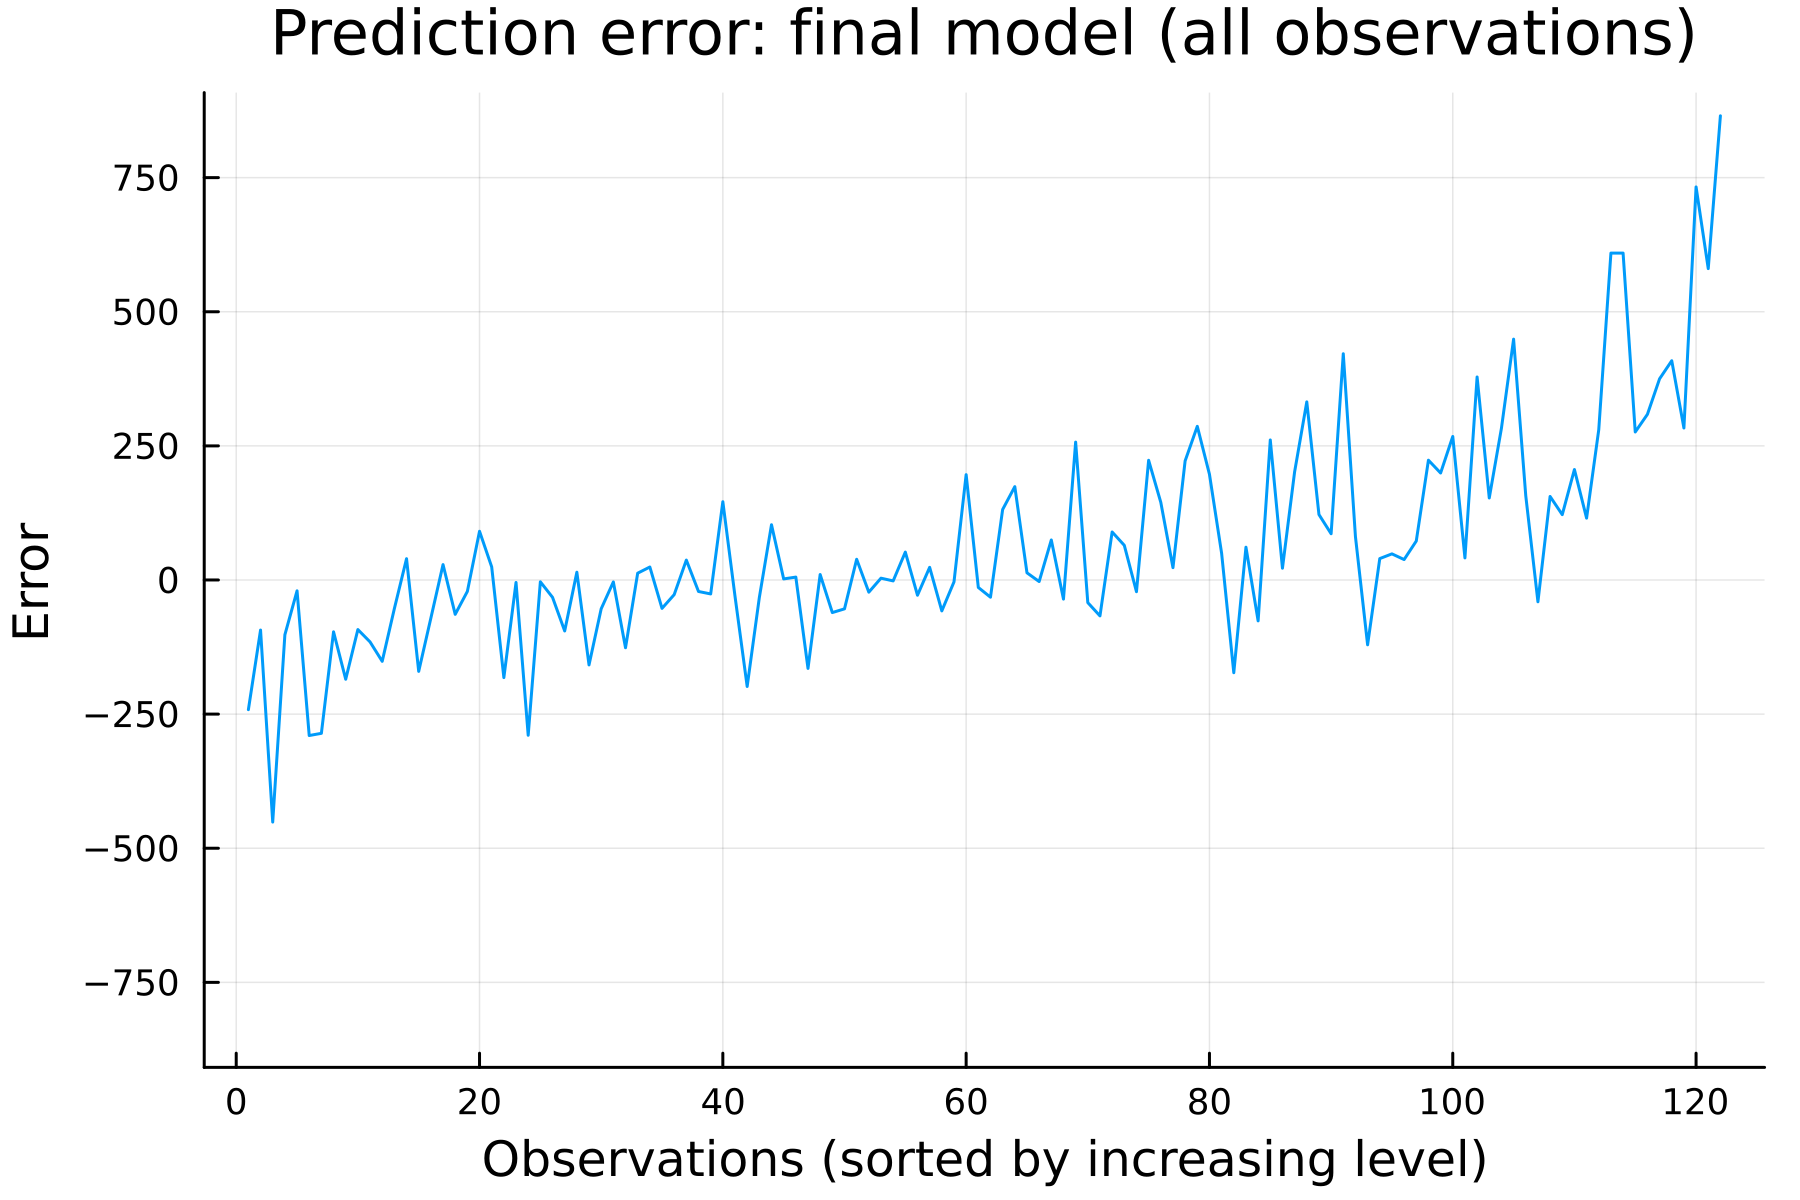 Prediction error: final model (all observations)
750
500
250
0
−250
−500
−750
Error
0 20 40 60 80 100 120
Observations (sorted by increasing level)